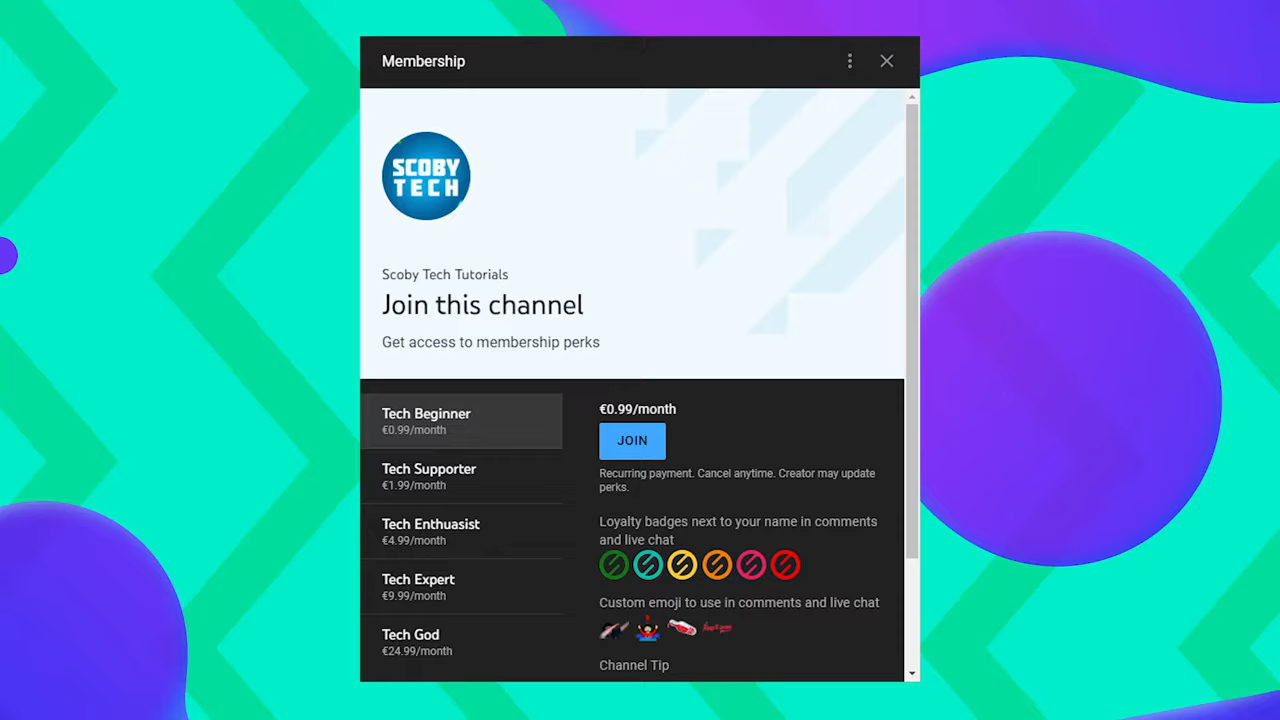 Membership
SCOBY
TECH
Scoby Tech Tutorials
Join this channel
Get access to membership perks
Tech Beginner
€0.99/month
Tech Supporter
€1.99/month
Tech Enthuasist
€4.99/month
Tech Expert
€9.99/month
Tech God
€24.99/month
€0.99/month
JOIN
Recurring payment. Cancel anytime. Creator may update
perks.
Loyalty badges next to your name in comments
and live chat
Custom emoji to use in comments and live chat
Channel Tip